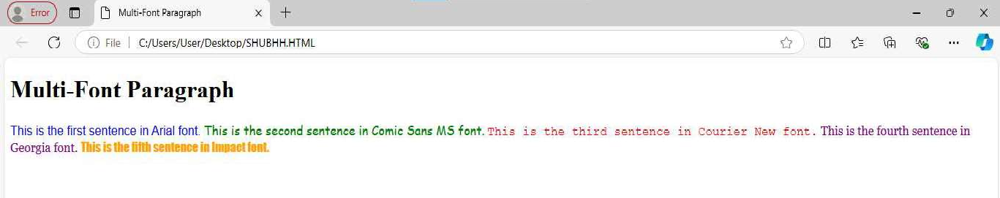 Error
Multi-Font Paragraph
File
C:/Users/User/Desktop/SHUBHH.HTML
Multi-Font Paragraph
This is the first sentence in Arial font. This is the second sentence in Comic Sans MS font. This is the third sentence in Courier New font. This is the fourth sentence in
Georgia font. This is the fifth sentence in Impact font.